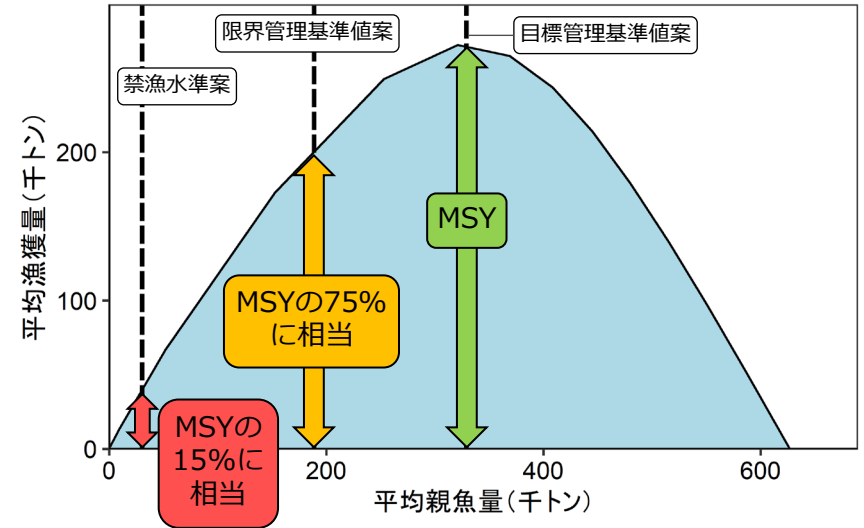 限界管理基準値案
目標管理基準値案
禁漁水準案
平均漁獲量(千トン)
200
100
0
MSY
MSYの75%
に相当
MSYの
15%に
相当
0
200
400
600
平均親魚量(千トン)